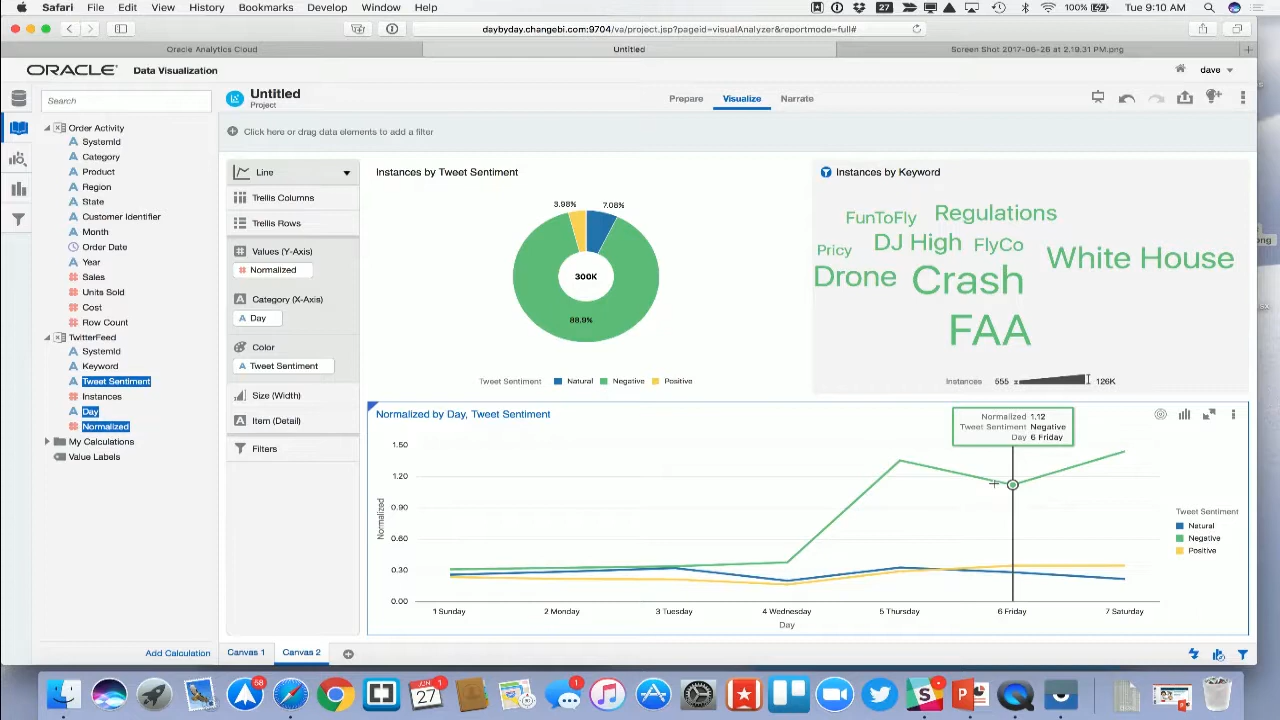 Safari File Edit View History Bookmarks Develop Window Help
27 100% Tue 9:10 AM
daybyday.changebi.com:9704/va/project.jsp?pageid=visualAnalyzer&reportmode=full#
Oracle Analytics Cloud
Untitled
Screen Shot 2017-06-26 at 2.19.31 PM.png
ORACLE® Data Visualization
dave
Search
Untitled
Project
Prepare Visualize Narrate
Click here or drag data elements to add a filter
Order Activity
SystemId
Category
Product
Region
State
Customer Identifier
Month
Order Date
Year
Sales
Units Sold
Cost
Row Count
TwitterFeed
SystemId
Keyword
Tweet Sentiment
Instances
Day
Normalized
My Calculations
Value Labels
Add Calculation
Line
Trellis Columns
Trellis Rows
Values (Y-Axis)
Normalized
Category (X-Axis)
Day
Color
Tweet Sentiment
Size (Width)
Item (Detail)
Filters
Instances by Tweet Sentiment
3.98% 7.08%
300K
88.9%
Tweet Sentiment Natural Negative Positive
Instances by Keyword
FunToFly Regulations
Pricy DJ High FlyCo White House
Drone Crash
FAA
Instances 555 126K
Normalized by Day, Tweet Sentiment
Normalized 1.12
Tweet Sentiment Negative
Day 6 Friday
1.50
1.20
0.90
0.60
0.30
0.00
Normalized
1 Sunday 2 Monday 3 Tuesday 4 Wednesday 5 Thursday 6 Friday 7 Saturday
Day
Tweet Sentiment
Natural
Negative
Positive
Canvas 1 Canvas 2
68
1
27
1